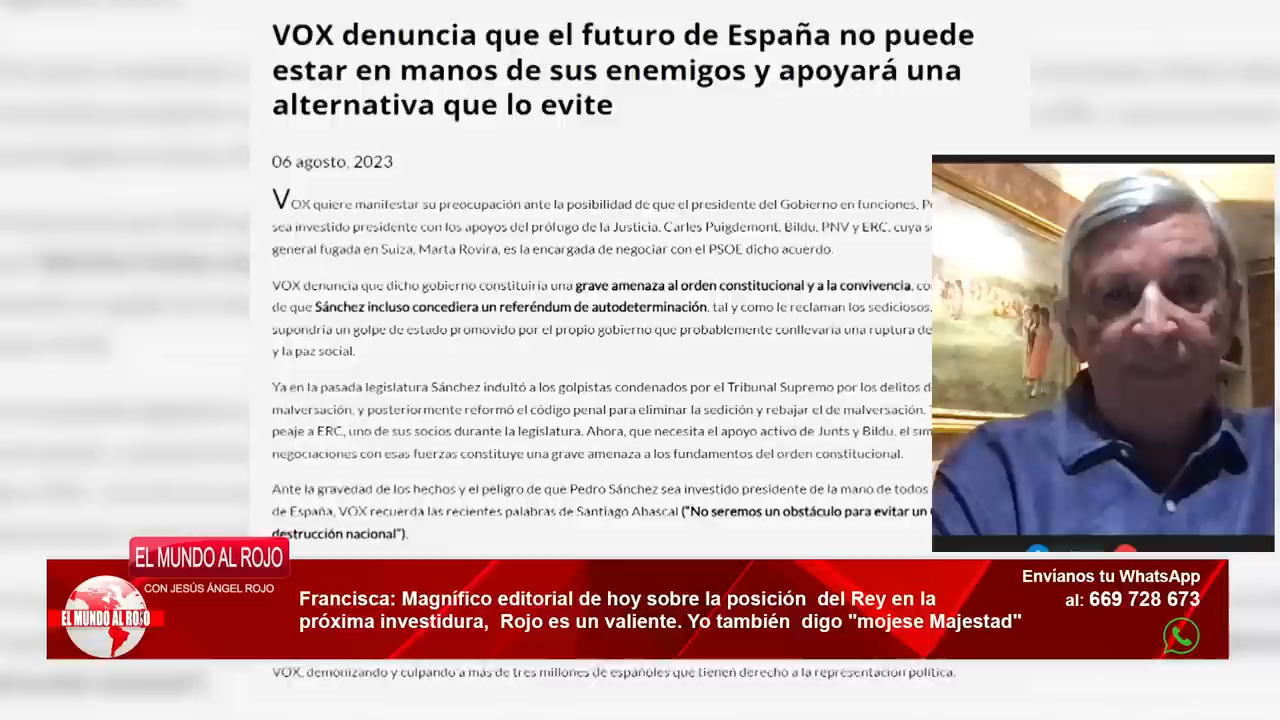 VOX denuncia que el futuro de España no puede
estar en manos de sus enemigos y apoyará una
alternativa que lo evite
06 agosto, 2023
VOX quiere manifestar su preocupación ante la posibilidad de que el presidente del Gobierno en funciones,
sea investido presidente con los apoyos del prófugo de la Justicia, Carles Puigdemont, Bildu, PNV y ERC, cuya
general fugada en Suiza, Marta Rovira, es la encargada de negociar con el PSOE dicho acuerdo.
VOX denuncia que dicho gobierno constituiría una grave amenaza al orden constitucional y a la convivencia,
de que Sánchez incluso concediera un referéndum de autodeterminación, tal y como le reclaman los sediciosos.
supondría un golpe de estado promovido por el propio gobierno que probablemente conllevaría una ruptura de
y la paz social.
Ya en la pasada legislatura Sánchez indultó a los golpistas condenados por el Tribunal Supremo por los delitos
malversación, y posteriormente reformó el código penal para eliminar la sedición y rebajar el de malversación.
peaje a ERC, uno de sus socios durante la legislatura. Ahora, que necesita el apoyo activo de Junts y Bildu, el
negociaciones con esas fuerzas constituye una grave amenaza a los fundamentos del orden constitucional.
Ante la gravedad de los hechos y el peligro de que Pedro Sánchez sea investido presidente de la mano de todos
de España, VOX recuerda las recientes palabras de Santiago Abascal ("No seremos un obstáculo para evitar un
destrucción nacional").
EL MUNDO AL ROJO
CON JESÚS ÁNGEL ROJO
EL MUNDO AL ROJO
Francisca: Magnífico editorial de hoy sobre la posición del Rey en la
próxima investidura, Rojo es un valiente. Yo también digo "mojese Majestad"
Envíanos tu WhatsApp
al: 669 728 673
VOX, demonizando y culpando a más de tres millones de españoles que tienen derecho a la representación política.